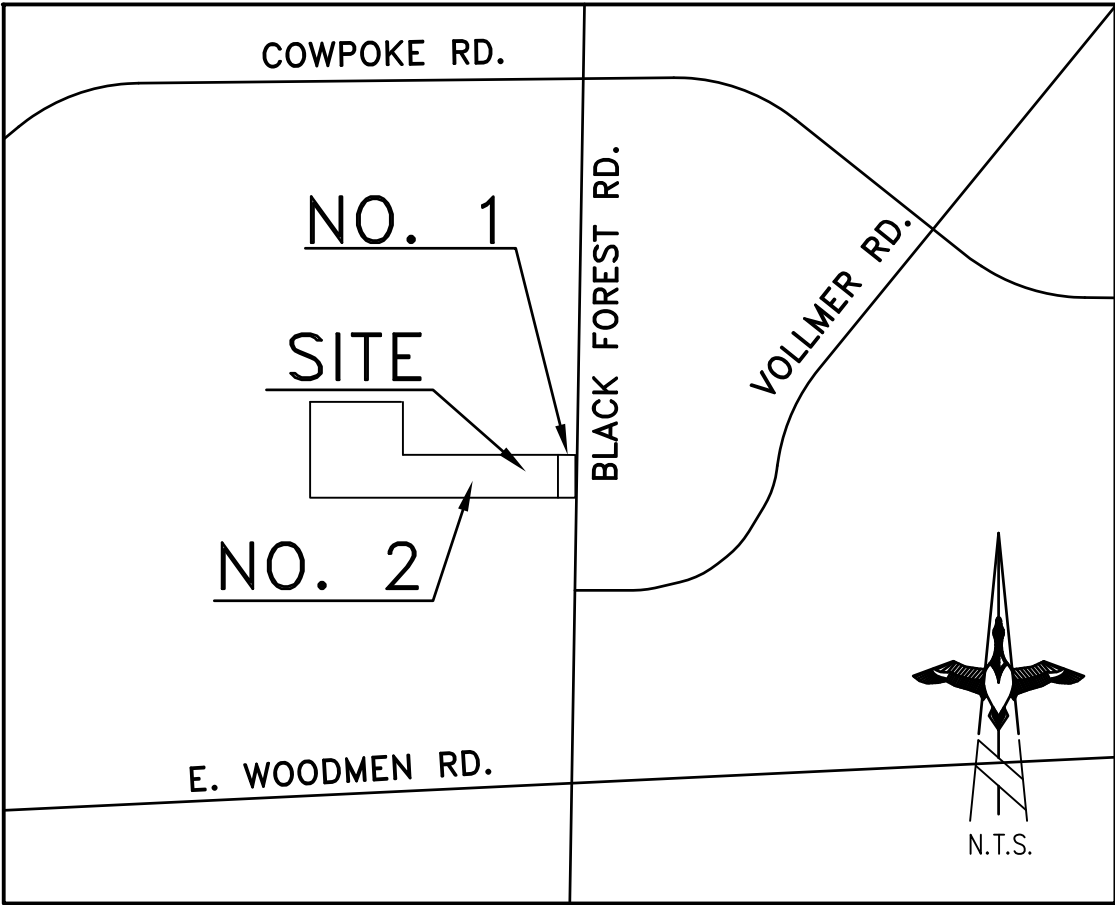 COWPOKE RD.
NO. 1
BLACK FOREST RD.
VOLLMER RD.
SITE
NO. 2
E. WOODMEN RD.
N.T.S.